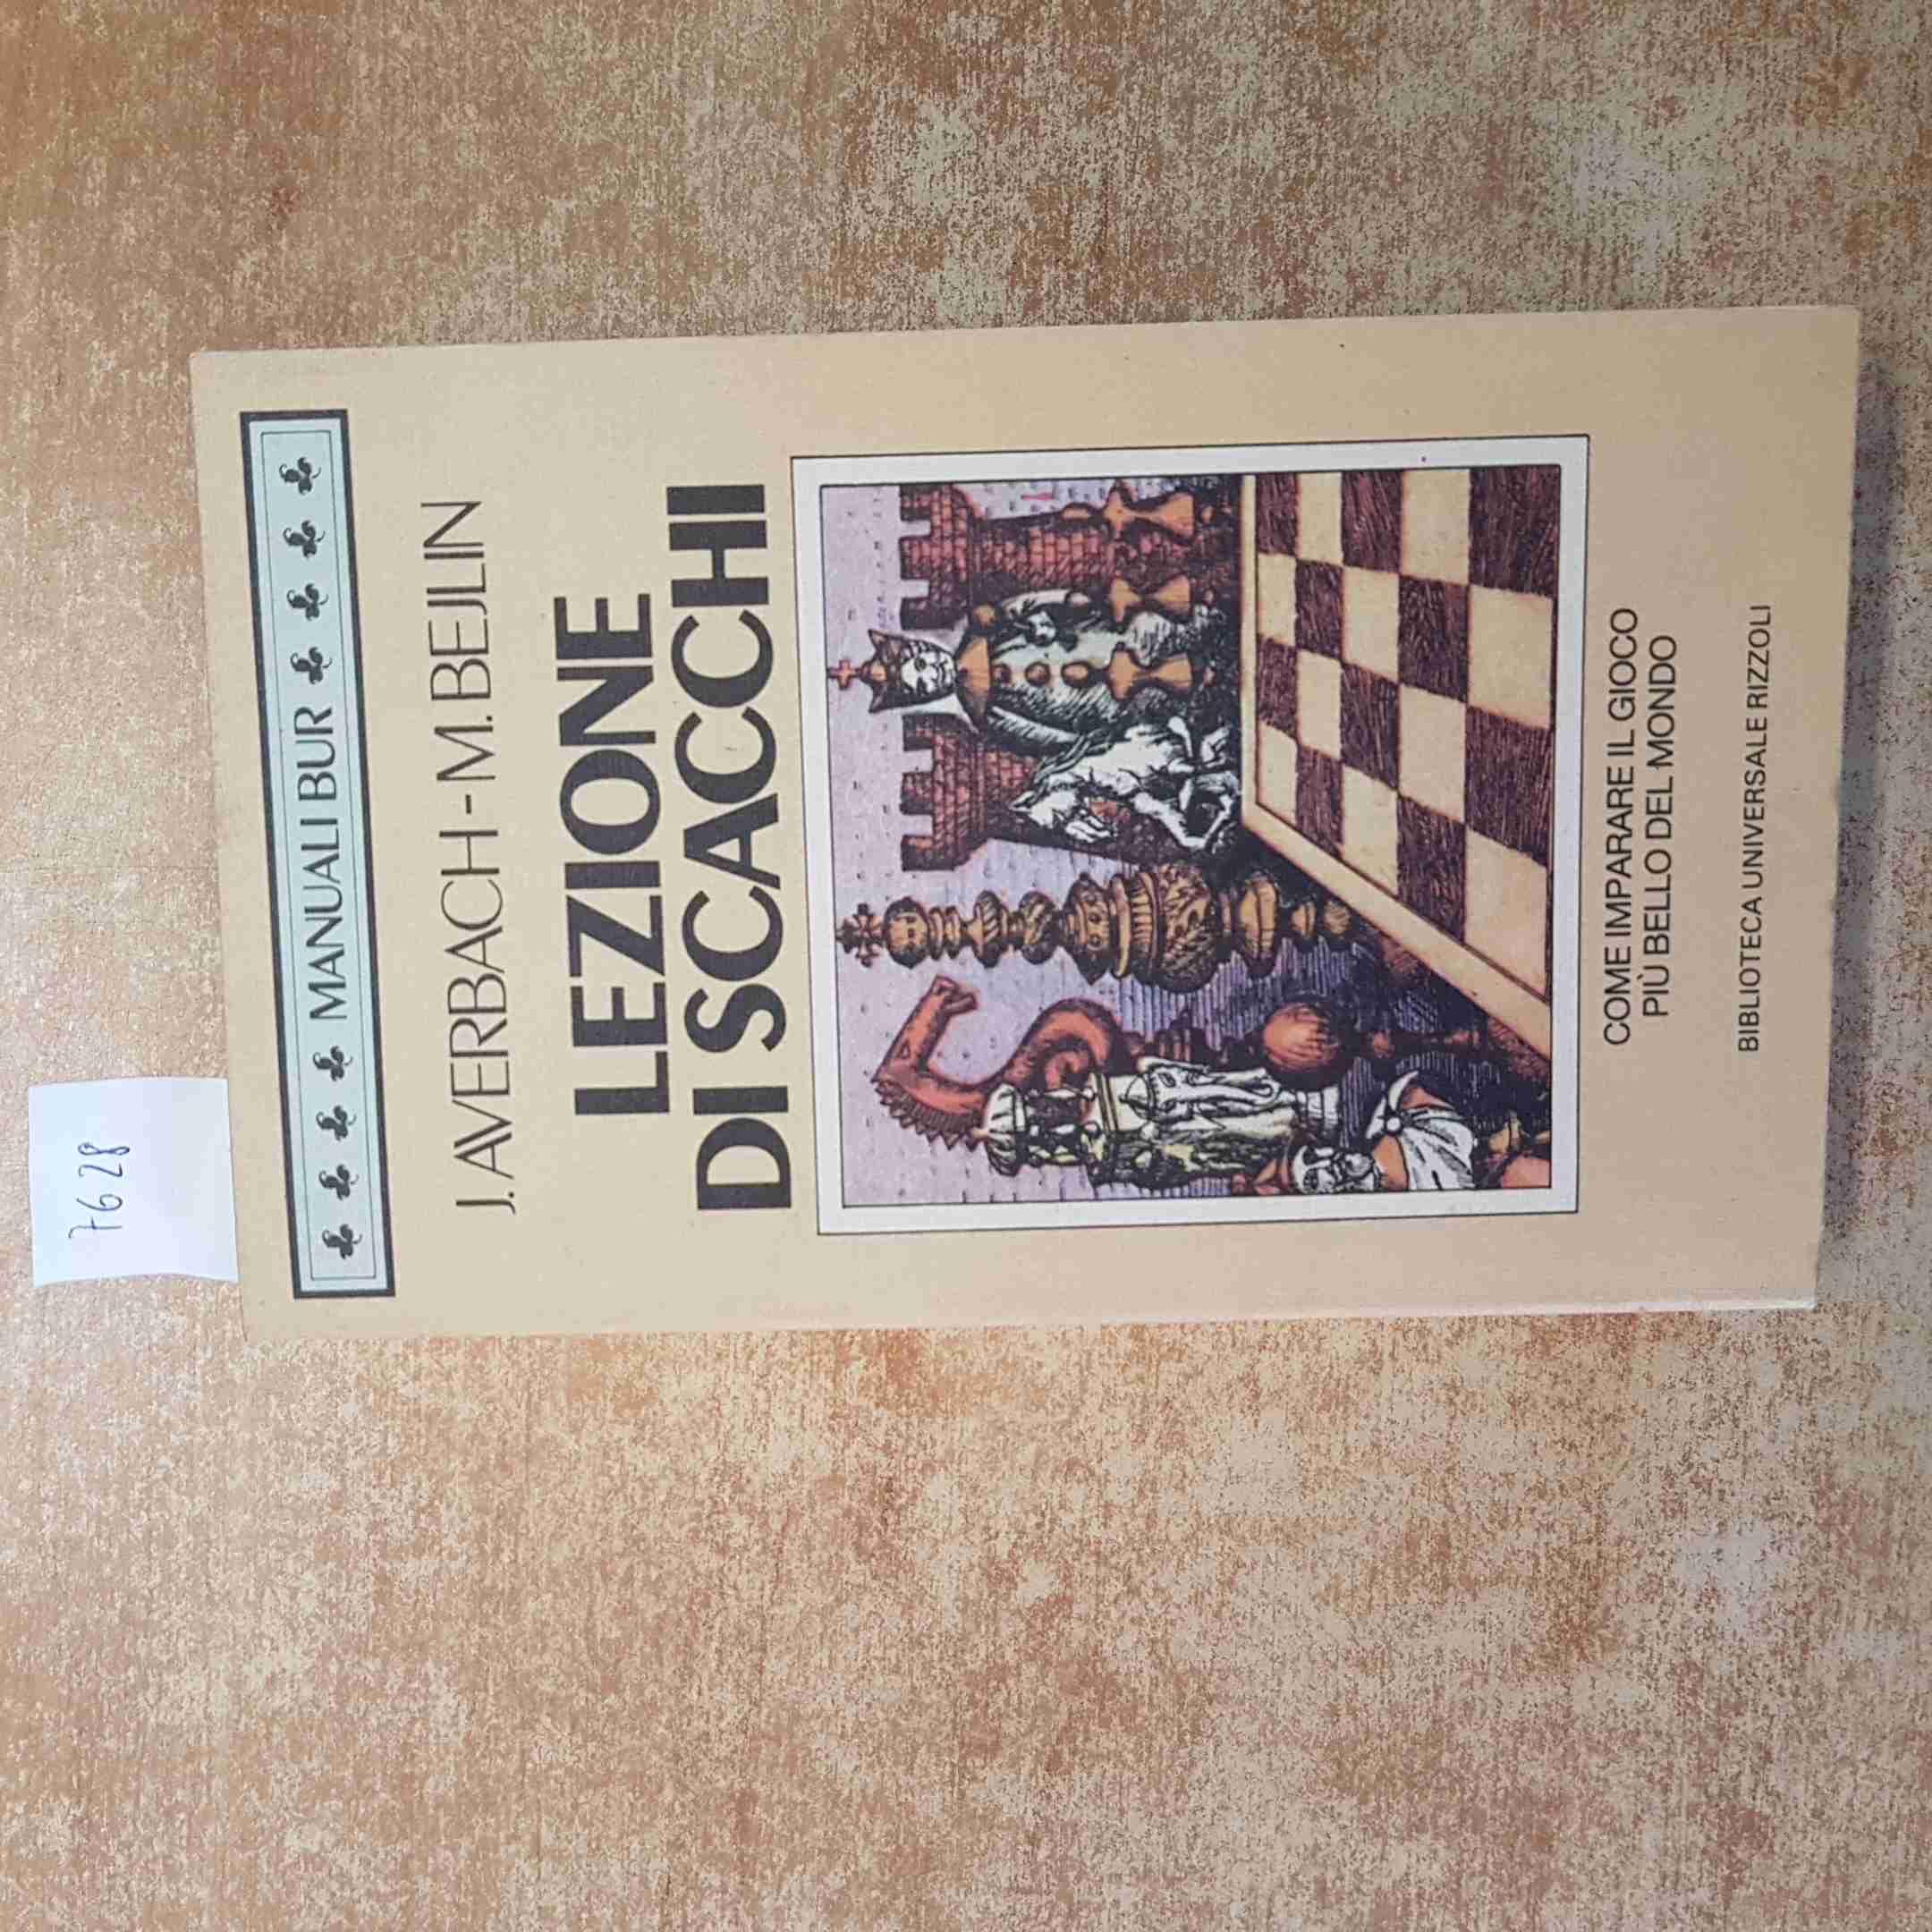 7628
MANUALI BUR
J. AVERBACH - M. BEJLIN
LEZIONE
DI SCACCHI
COME IMPARARE IL GIOCO
PIÙ BELLO DEL MONDO
BIBLIOTECA UNIVERSALE RIZZOLI